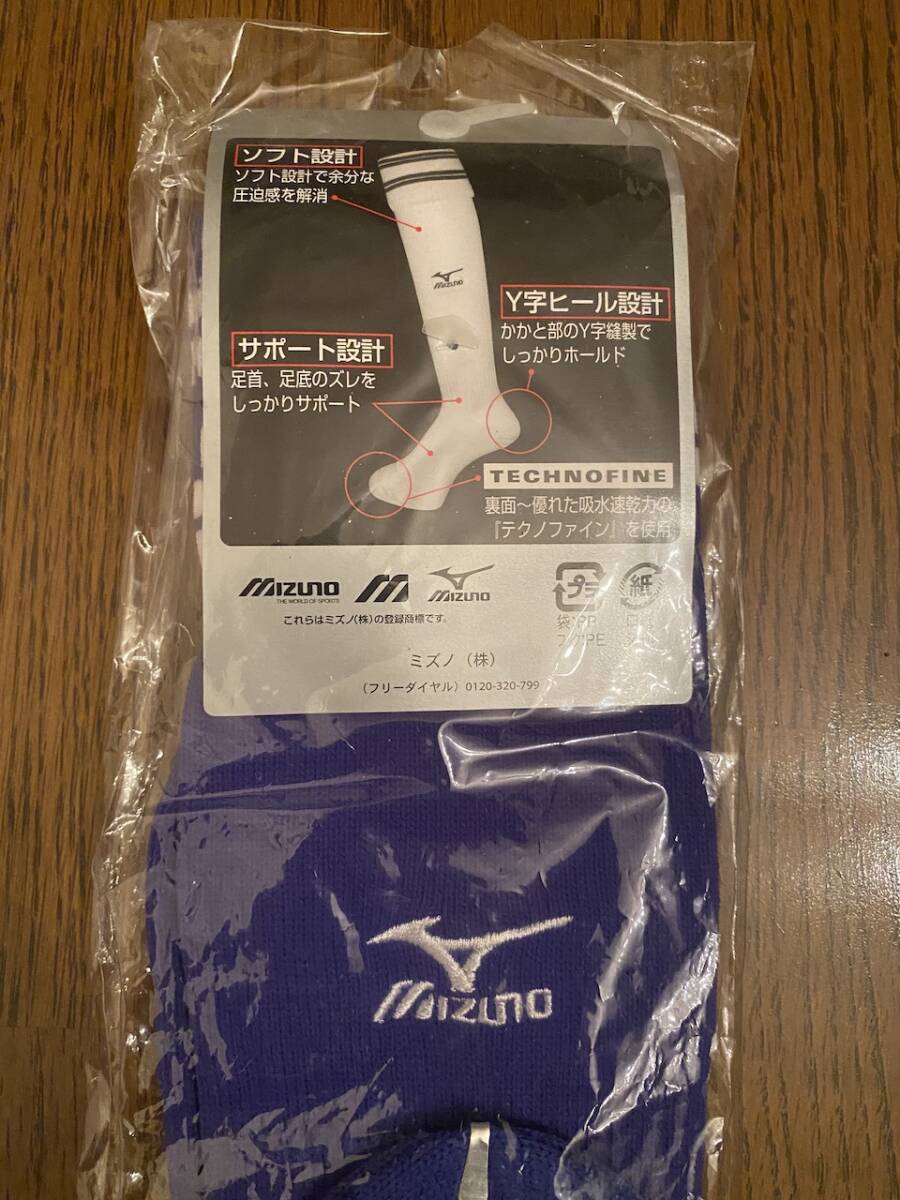 ソフト設計
ソフト設計で余分な
圧迫感を解消
MIZUNO
Y字ヒール設計
かかと部のY字縫製で
しっかりホールド
サポート設計
足首、足底のズレを
しっかりサポート
TECHNOFINE
裏面〜優れた吸水速乾力の
『テクノファイン』を使用
MIZUNO
THE WORLD OF SPORTS
MIZUNO
これらはミズノ(株)の登録商標です。
プラ
紙
袋:PP
ミズノ(株)
(フリーダイヤル)0120-320-799
MIZUNO